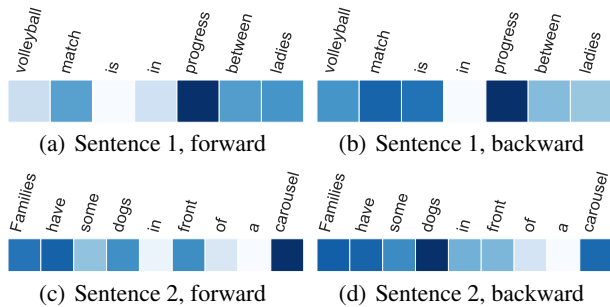 volleyball match is in progress between ladies
volleyball match is in progress between ladies
(a) Sentence 1, forward
(b) Sentence 1, backward
Families have some dogs in front of a carousel
Families have some dogs in front of a carousel
(c) Sentence 2, forward
(d) Sentence 2, backward